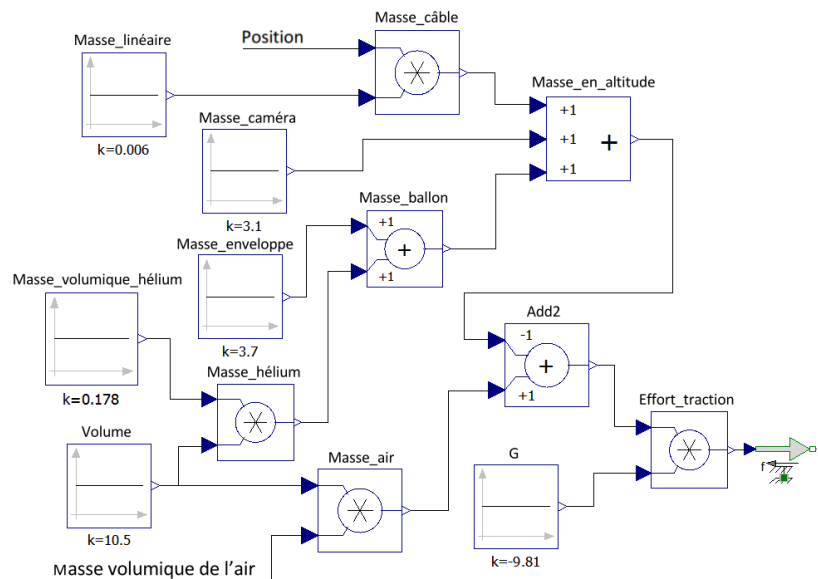 Masse_câble
Position
Masse_linéaire
k=0.006
Masse_en_altitude
+1
+1
+1
+
Masse_caméra
k=3.1
Masse_ballon
+1
+1
+
Masse_enveloppe
k=3.7
Masse_volumique_hélium
k=0.178
Add2
-1
+1
+
Masse_hélium
Effort_traction
Volume
k=10.5
Masse_air
G
k=-9.81
f
Masse volumique de l'air